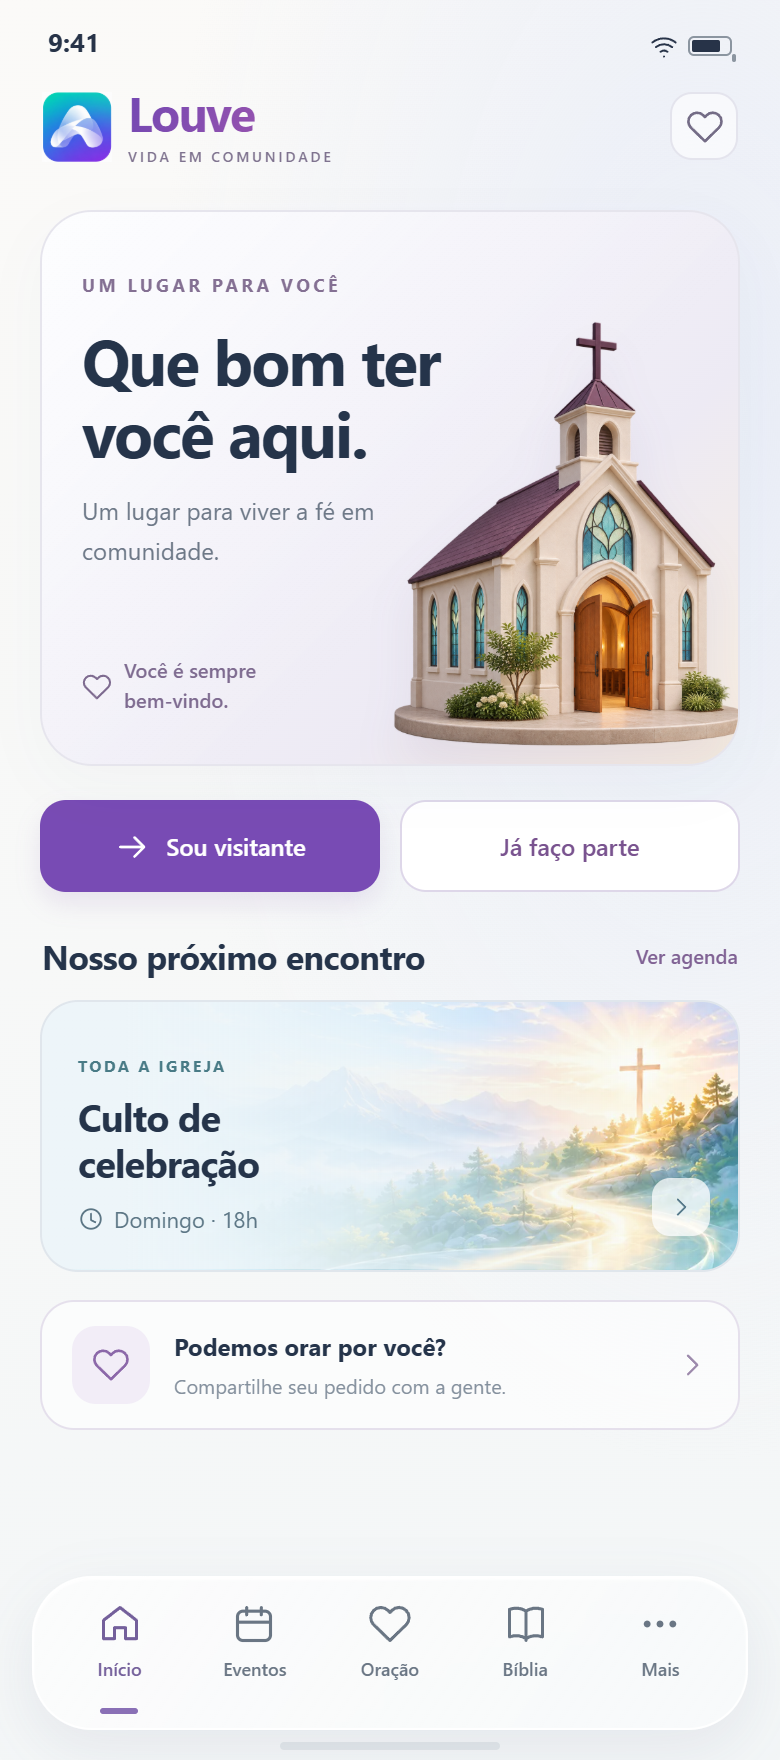 9:41
Louve
VIDA EM COMUNIDADE
UM LUGAR PARA VOCÊ
Que bom ter
você aqui.
Um lugar para viver a fé em
comunidade.
Você é sempre
bem-vindo.
Sou visitante
Já faço parte
Nosso próximo encontro
Ver agenda
TODA A IGREJA
Culto de
celebração
Domingo · 18h
Podemos orar por você?
Compartilhe seu pedido com a gente.
Início
Eventos
Oração
Bíblia
Mais